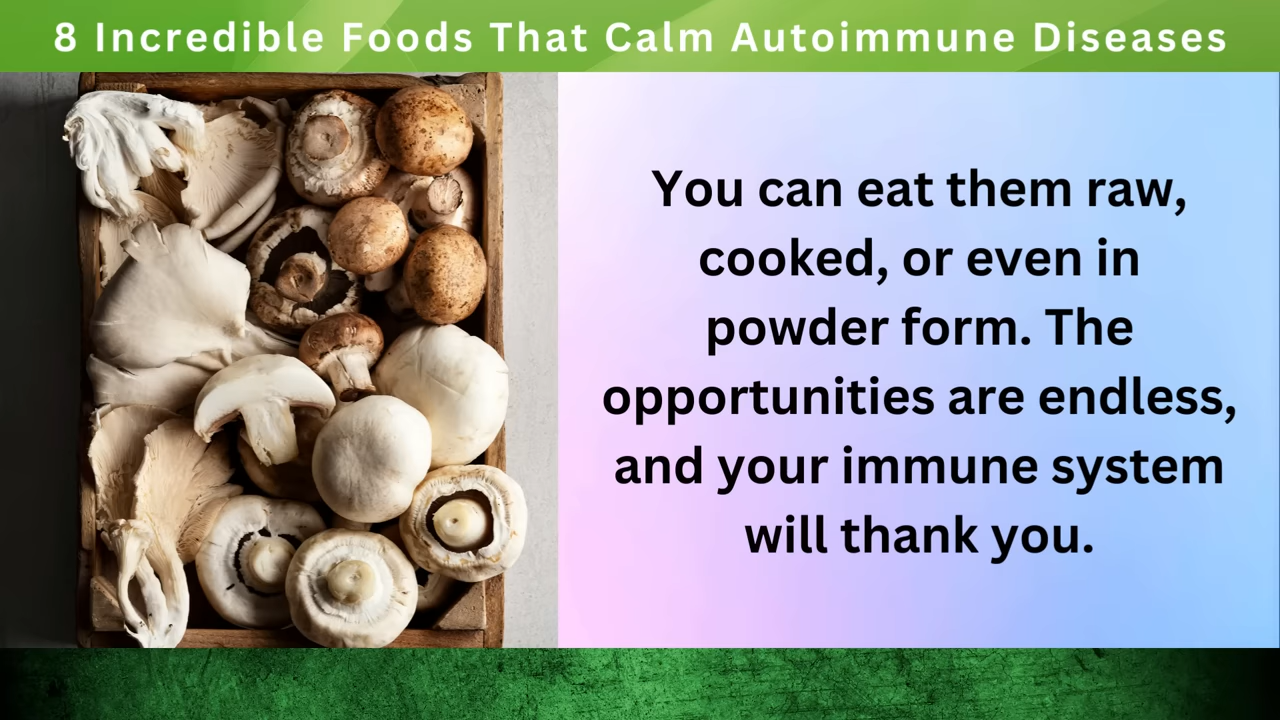 8 Incredible Foods That Calm Autoimmune Diseases
You can eat them raw,
cooked, or even in
powder form. The
opportunities are endless,
and your immune system
will thank you.